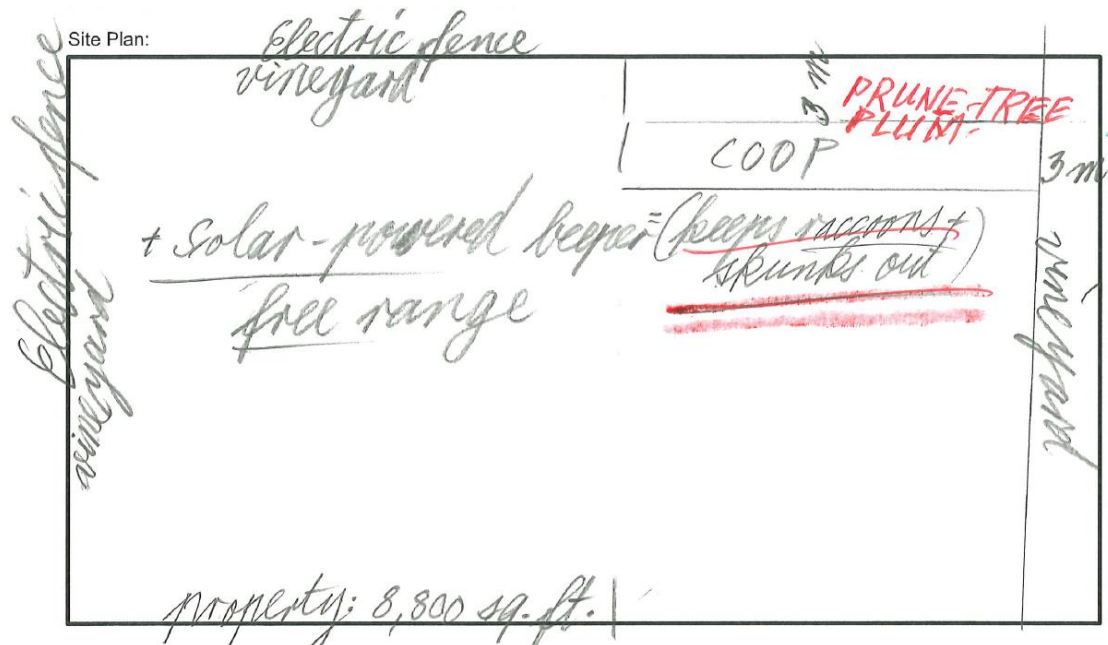 Site Plan:
Electric fence
vineyard
Electric fence
vineyard
3 m
PRUNE-TREE
PLUM-
COOP
3 m
vineyard
+ solar-powered beeper = (keeps raccoons +
skunks out)
free range
property: 8,800 sq. ft.